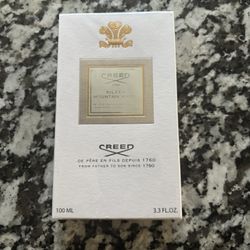 CREED
1760
SILVER
MOUNTAIN WATER
CREED
DE PÈRE EN FILS DEPUIS 1760
FROM FATHER TO SON SINCE 1760
100 ML 3.3 FL.OZ.